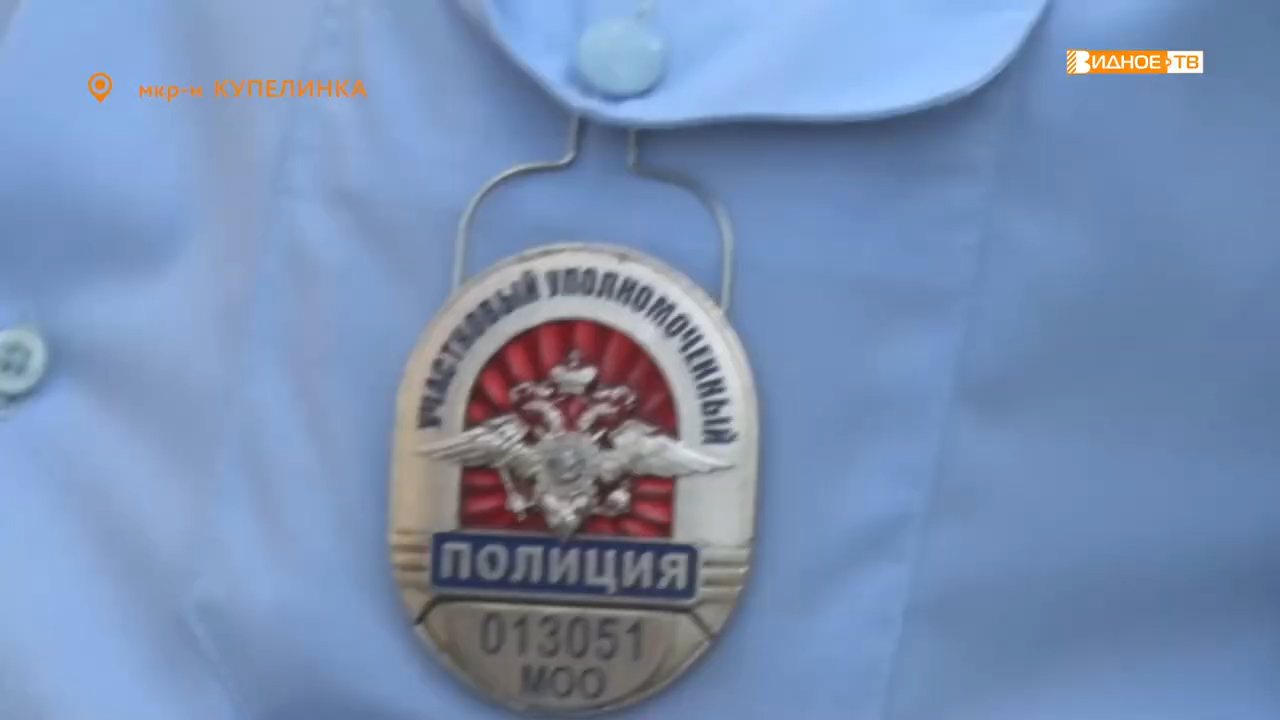 мкр-н КУПЕЛИНКА
ВИДНОЕ ТВ
УЧАСТКОВЫЙ УПОЛНОМОЧЕННЫЙ
ПОЛИЦИЯ
013051
МОО